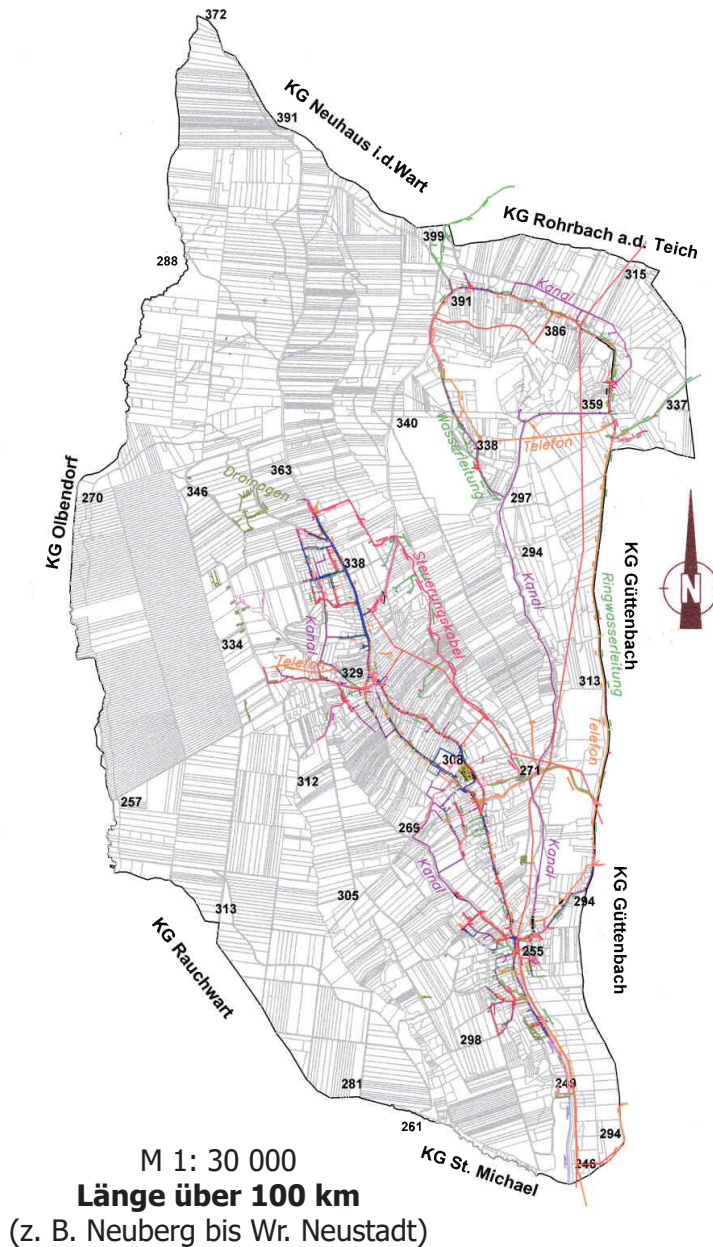 372
391
KG Neuhaus i.d.Wart
399
KG Rohrbach a.d. Teich
315
288
391
Kanal
386
359
337
340
Wasserleitung
338
Telefon
KG Olbendorf
270
346
363
Drainagen
297
294
338
Steuerungskabel
Kanal
KG Güttenbach
Ringwasserleitung
N
334
Kanal
Telefon
329
313
Telefon
308
271
312
257
269
Kanal
Kanal
KG Güttenbach
305
294
313
255
KG Rauchwart
298
281
249
261
294
246
KG St. Michael
M 1: 30 000
Länge über 100 km
(z. B. Neuberg bis Wr. Neustadt)